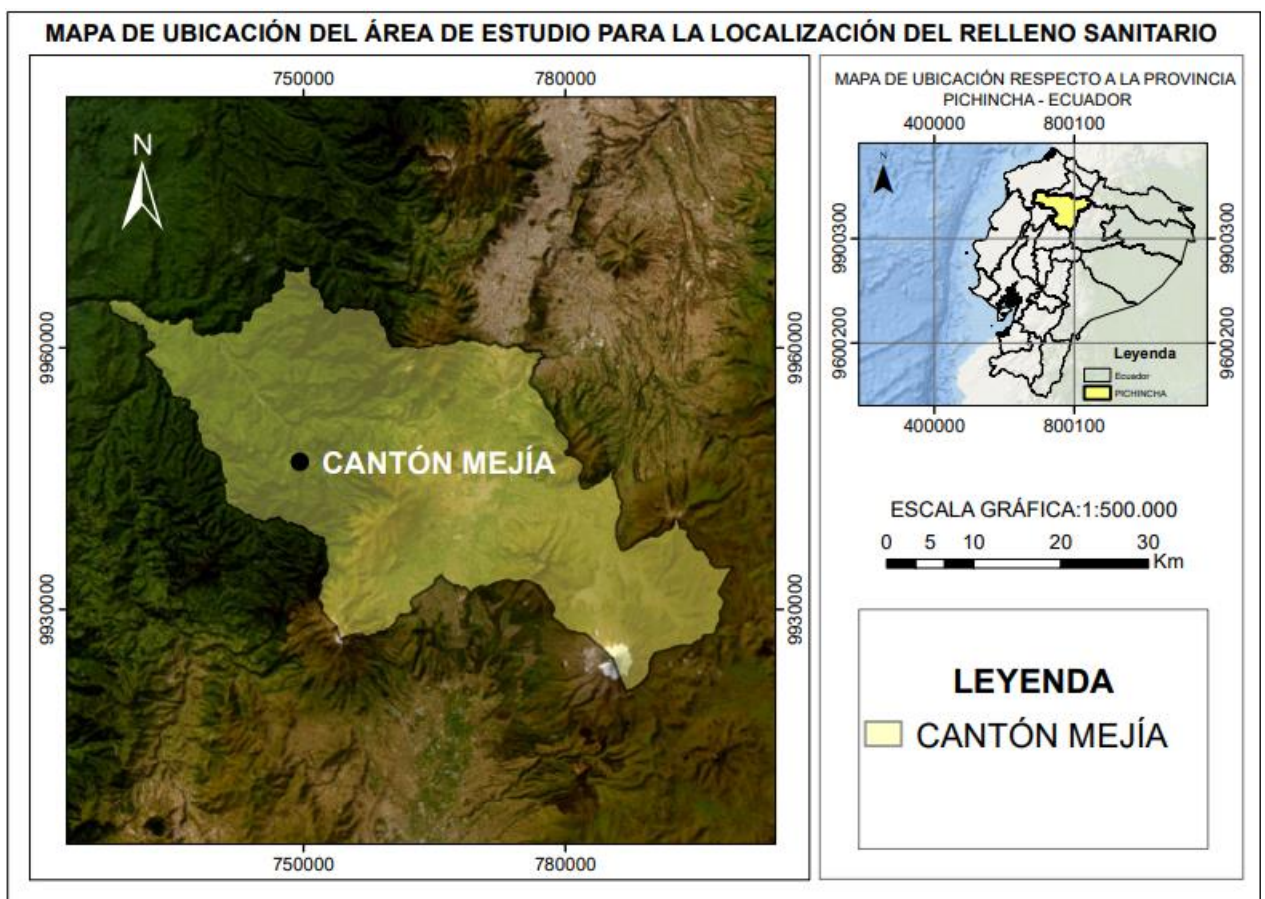 MAPA DE UBICACIÓN DEL ÁREA DE ESTUDIO PARA LA LOCALIZACIÓN DEL RELLENO SANITARIO
750000 780000
N
9960000 9960000
CANTÓN MEJÍA
9930000 9930000
750000 780000
MAPA DE UBICACIÓN RESPECTO A LA PROVINCIA
PICHINCHA - ECUADOR
400000 800100
N
9900300 9900300
9600200 9600200
Leyenda
Ecuador
PICHINCHA
400000 800100
ESCALA GRÁFICA:1:500.000
0 5 10 20 30
Km
LEYENDA
CANTÓN MEJÍA